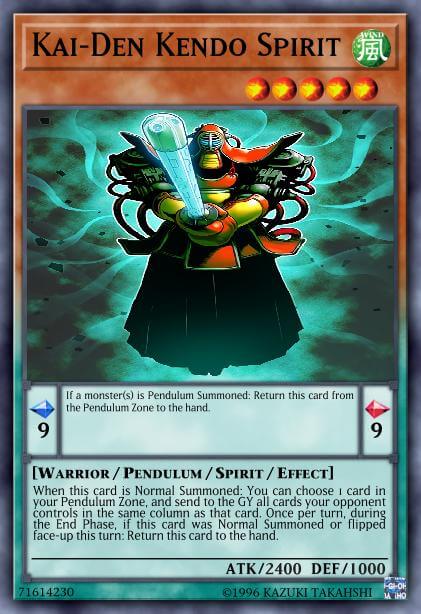 Kai-Den Kendo Spirit
WIND
風
If a monster(s) is Pendulum Summoned: Return this card from
the Pendulum Zone to the hand.
9
9
[Warrior / Pendulum / Spirit / Effect]
When this card is Normal Summoned: You can choose 1 card in
your Pendulum Zone, and send to the GY all cards your opponent
controls in the same column as that card. Once per turn, during
the End Phase, if this card was Normal Summoned or flipped
face-up this turn: Return this card to the hand.
ATK/2400 DEF/1000
71614230
©1996 KAZUKI TAKAHSHI